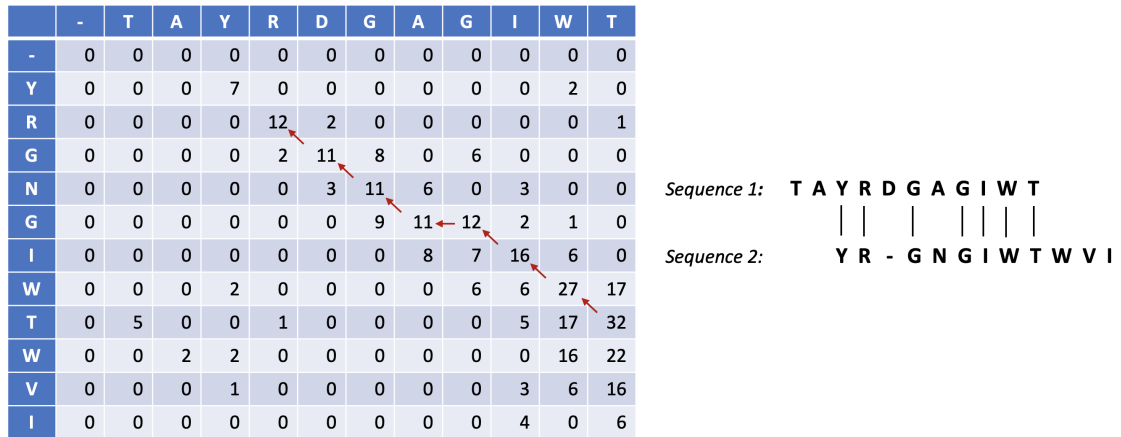 - T A Y R D G A G I W T
- 0 0 0 0 0 0 0 0 0 0 0 0
Y 0 0 0 7 0 0 0 0 0 0 2 0
R 0 0 0 0 12 2 0 0 0 0 0 1
G 0 0 0 0 2 11 8 0 6 0 0 0
N 0 0 0 0 0 3 11 6 0 3 0 0
G 0 0 0 0 0 0 9 11 12 2 1 0
I 0 0 0 0 0 0 0 8 7 16 6 0
W 0 0 0 2 0 0 0 0 6 6 27 17
T 0 5 0 0 1 0 0 0 0 5 17 32
W 0 0 2 2 0 0 0 0 0 0 16 22
V 0 0 0 1 0 0 0 0 0 3 6 16
I 0 0 0 0 0 0 0 0 0 4 0 6
Sequence 1: T A Y R D G A G I W T
Sequence 2: Y R - G N G I W T W V I